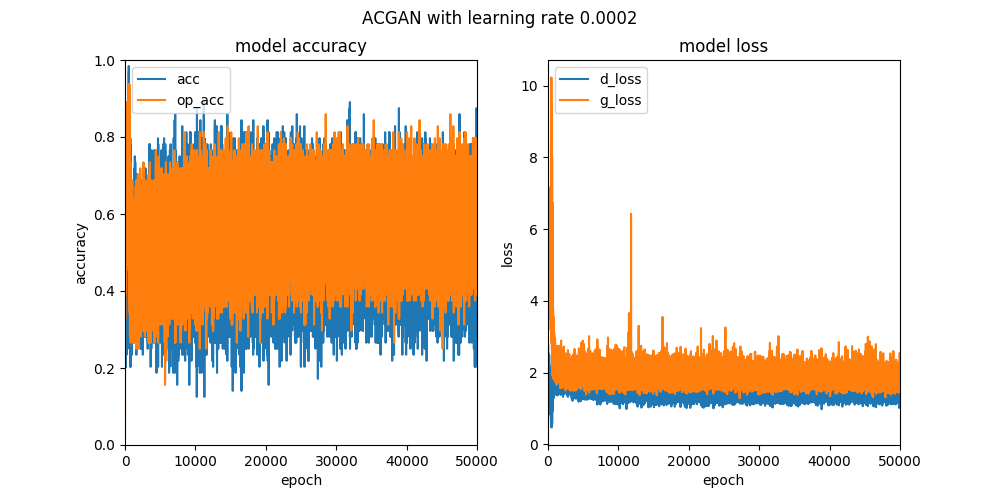 ACGAN with learning rate 0.0002
model accuracy
acc
op_acc
accuracy
1.0
0.8
0.6
0.4
0.2
0.0
0 10000 20000 30000 40000 50000
epoch
model loss
d_loss
g_loss
loss
10
8
6
4
2
0
0 10000 20000 30000 40000 50000
epoch